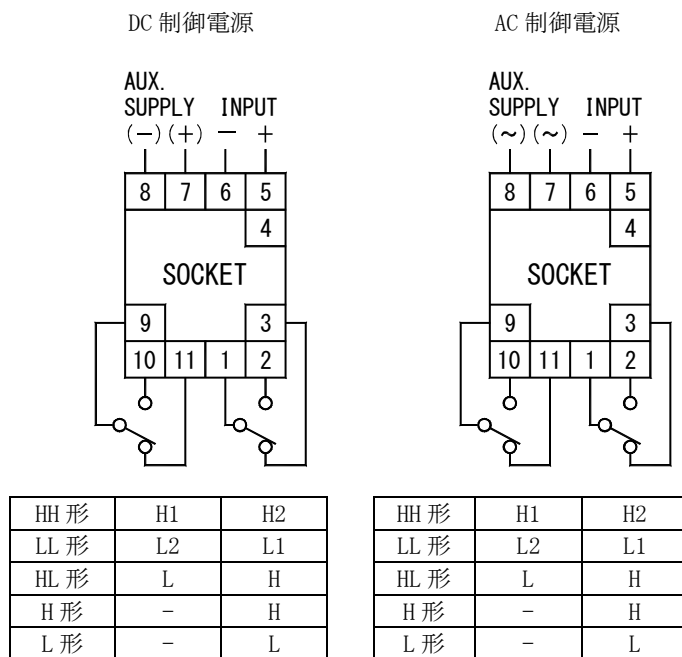 DC 制御電源
AUX.
SUPPLY INPUT
(−)(+) − +
8 7 6 5
4
SOCKET
9 3
10 11 1 2
HH 形 H1 H2
LL 形 L2 L1
HL 形 L H
H 形 − H
L 形 − L
AC 制御電源
AUX.
SUPPLY INPUT
(~)(~) − +
8 7 6 5
4
SOCKET
9 3
10 11 1 2
HH 形 H1 H2
LL 形 L2 L1
HL 形 L H
H 形 − H
L 形 − L